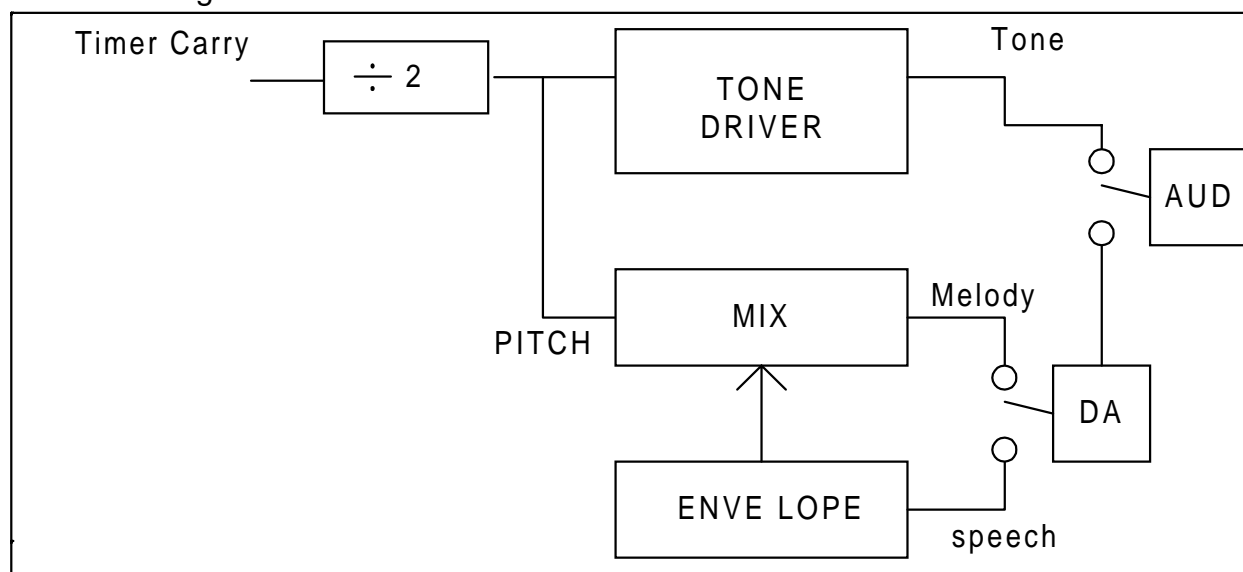 Timer Carry
÷ 2
TONE
DRIVER
Tone
AUD
PITCH
MIX
Melody
DA
ENVE LOPE
speech